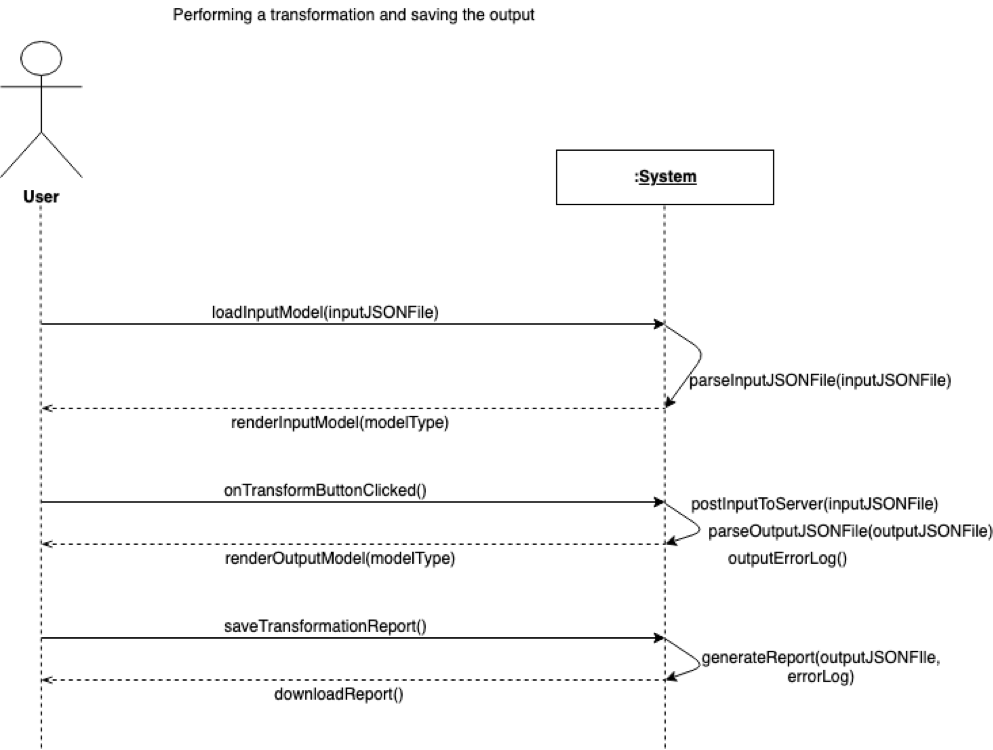 Performing a transformation and saving the output
User
:System
loadInputModel(inputJSONFile)
parseInputJSONFile(inputJSONFile)
renderInputModel(modelType)
onTransformButtonClicked()
postInputToServer(inputJSONFile)
parseOutputJSONFile(outputJSONFile)
renderOutputModel(modelType)
outputErrorLog()
saveTransformationReport()
generateReport(outputJSONFIle,
errorLog)
downloadReport()